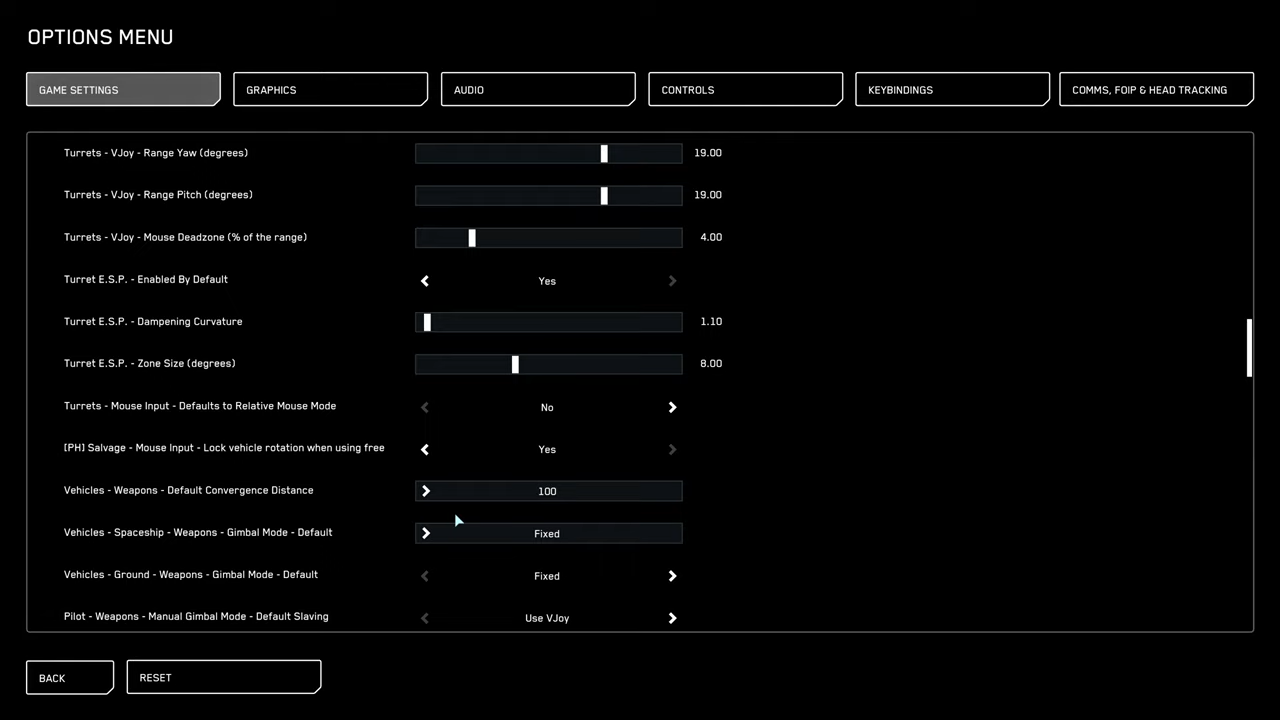 OPTIONS MENU
GAME SETTINGS
GRAPHICS
AUDIO
CONTROLS
KEYBINDINGS
COMMS, FOIP & HEAD TRACKING
Turrets - VJoy - Range Yaw (degrees) 19.00
Turrets - VJoy - Range Pitch (degrees) 19.00
Turrets - VJoy - Mouse Deadzone (% of the range) 4.00
Turret E.S.P. - Enabled By Default Yes
Turret E.S.P. - Dampening Curvature 1.10
Turret E.S.P. - Zone Size (degrees) 8.00
Turrets - Mouse Input - Defaults to Relative Mouse Mode No
[PH] Salvage - Mouse Input - Lock vehicle rotation when using free Yes
Vehicles - Weapons - Default Convergence Distance 100
Vehicles - Spaceship - Weapons - Gimbal Mode - Default Fixed
Vehicles - Ground - Weapons - Gimbal Mode - Default Fixed
Pilot - Weapons - Manual Gimbal Mode - Default Slaving Use VJoy
BACK
RESET